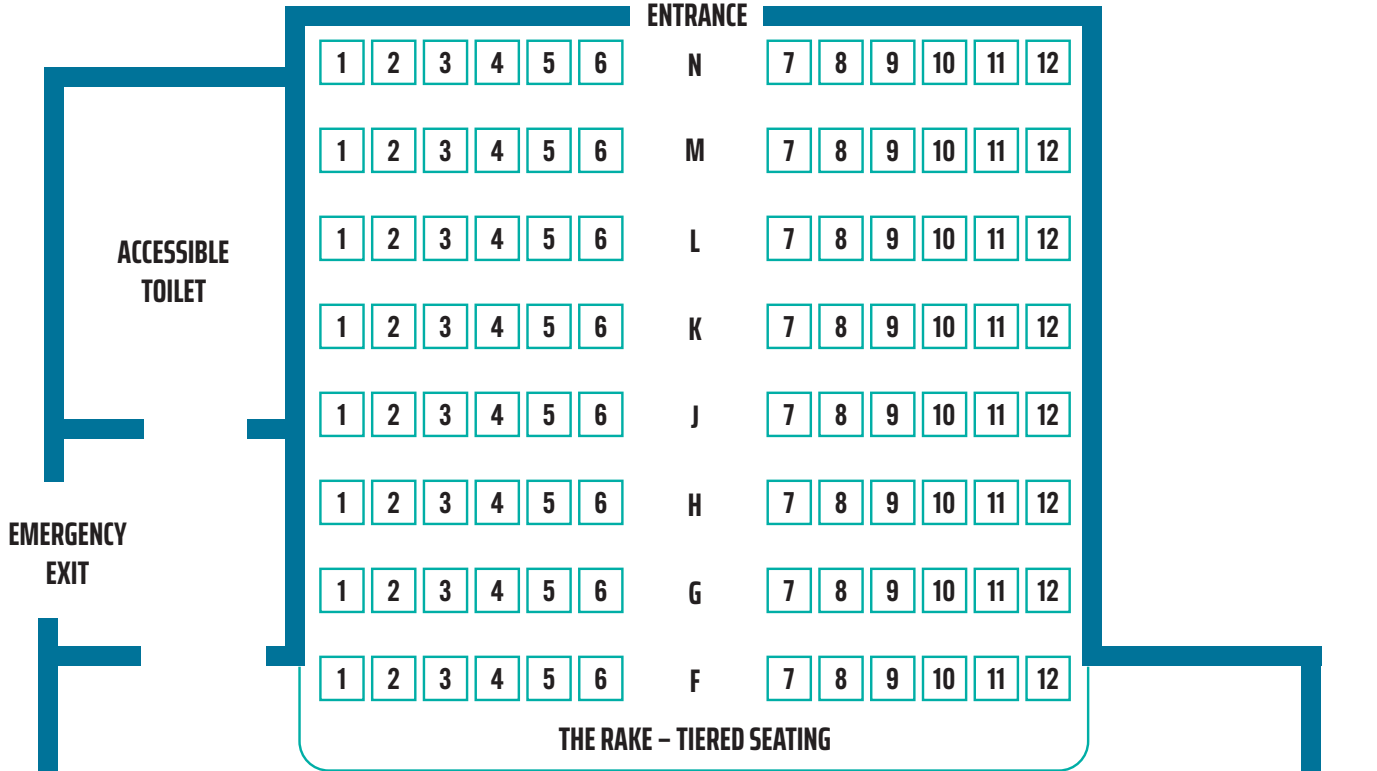 ENTRANCE
1 2 3 4 5 6 N 7 8 9 10 11 12
1 2 3 4 5 6 M 7 8 9 10 11 12
1 2 3 4 5 6 L 7 8 9 10 11 12
ACCESSIBLE
TOILET
1 2 3 4 5 6 K 7 8 9 10 11 12
1 2 3 4 5 6 J 7 8 9 10 11 12
1 2 3 4 5 6 H 7 8 9 10 11 12
EMERGENCY
EXIT
1 2 3 4 5 6 G 7 8 9 10 11 12
1 2 3 4 5 6 F 7 8 9 10 11 12
THE RAKE – TIERED SEATING